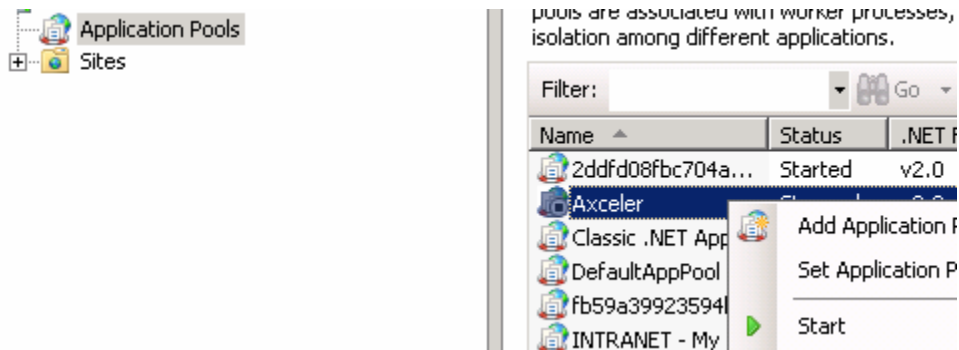 Application Pools
Sites
pools are associated with worker processes,
isolation among different applications.
Filter:
Go
Name
Status
.NET F
2ddfd08fbc704a...
Started
v2.0
Axceler
Classic .NET App
DefaultAppPool
fb59a39923594
INTRANET - My
Add Application P
Set Application P
Start